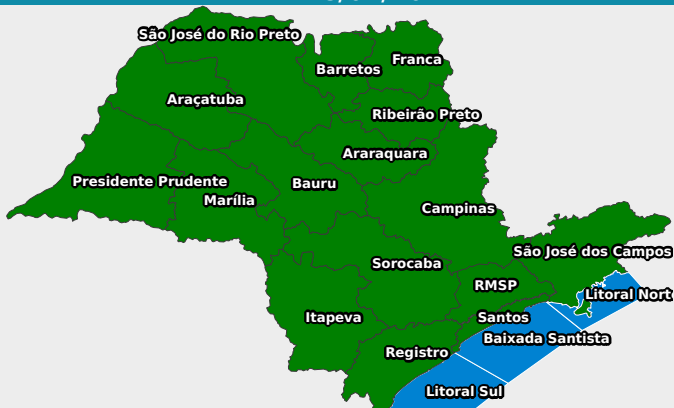 São José do Rio Preto
Franca
Barretos
Araçatuba
Ribeirão Preto
Araraquara
Presidente Prudente
Bauru
Marília
Campinas
São José dos Campos
Sorocaba
RMSP
Litoral Nort
Itapeva
Santos
Baixada Santista
Registro
Litoral Sul